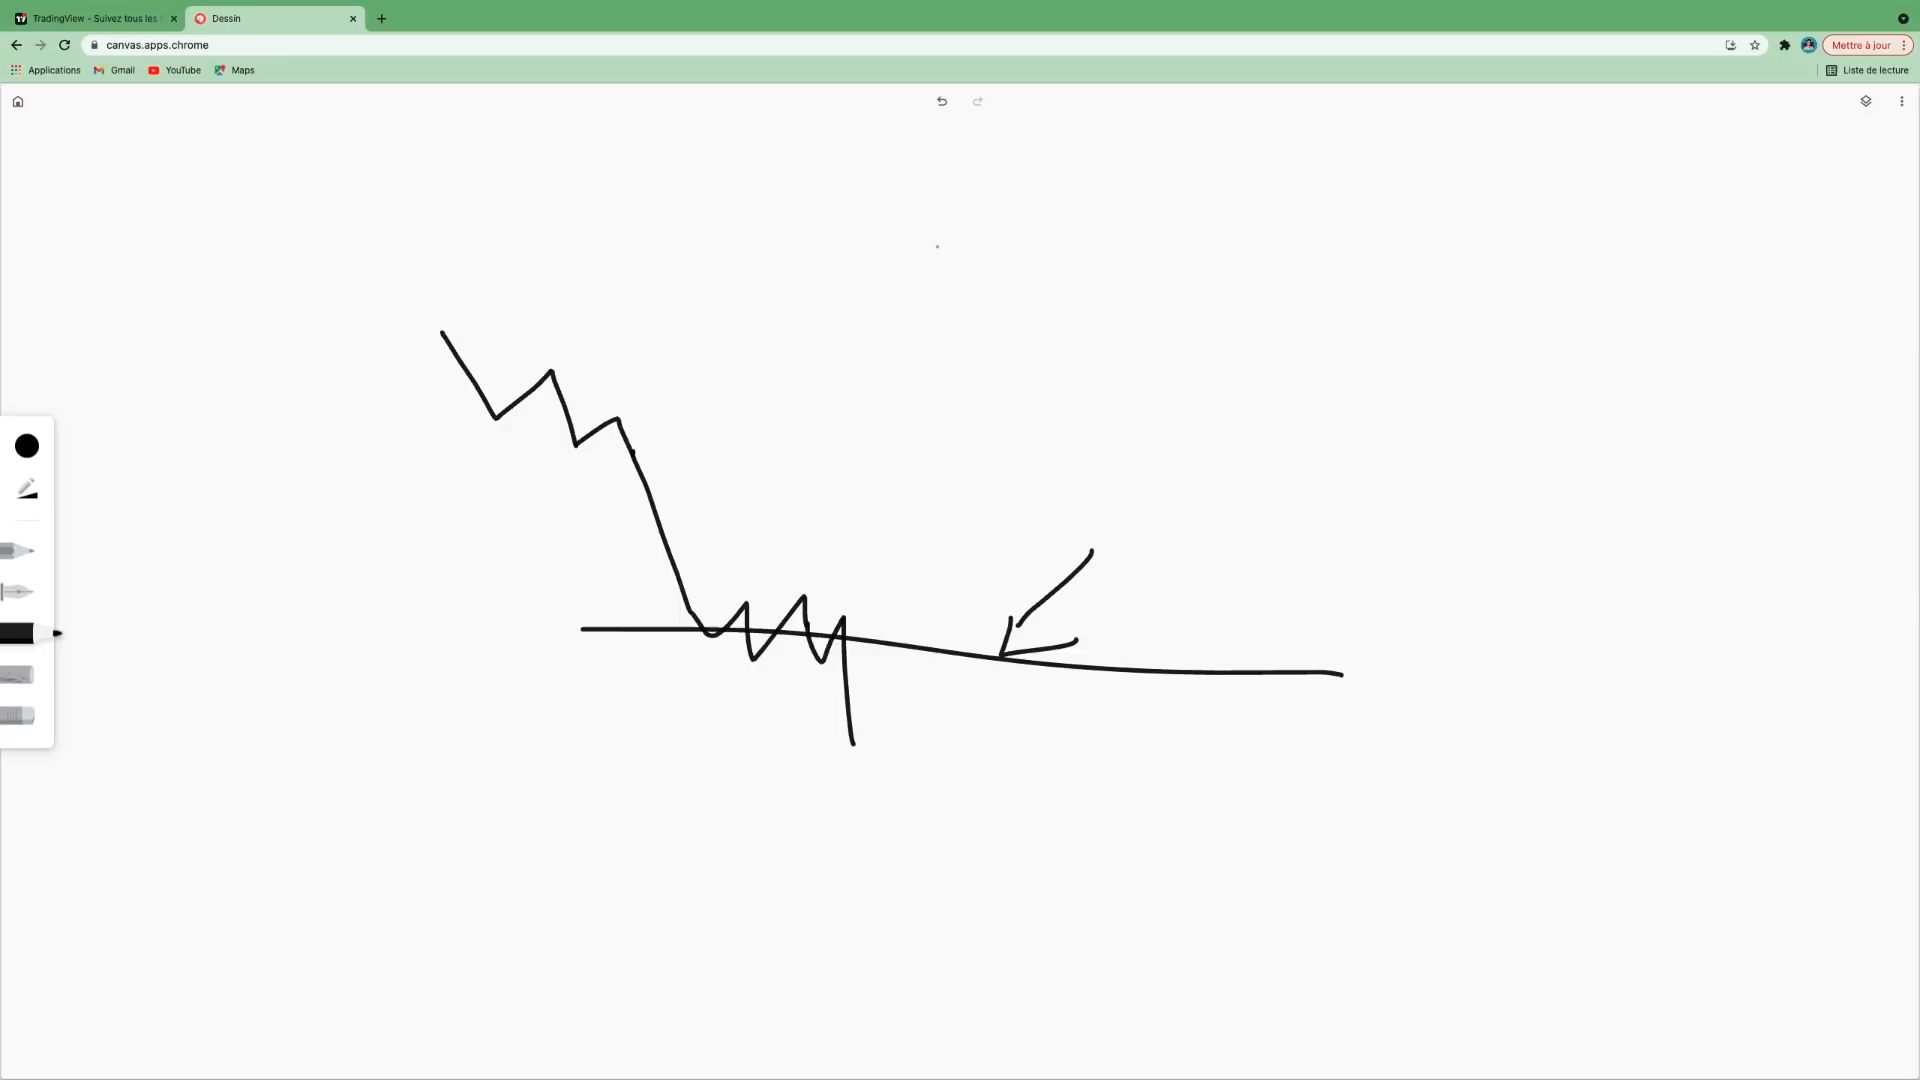 TradingView - Suivez tous les
Dessin
canvas.apps.chrome
Mettre à jour
Applications
Gmail
YouTube
Maps
Liste de lecture